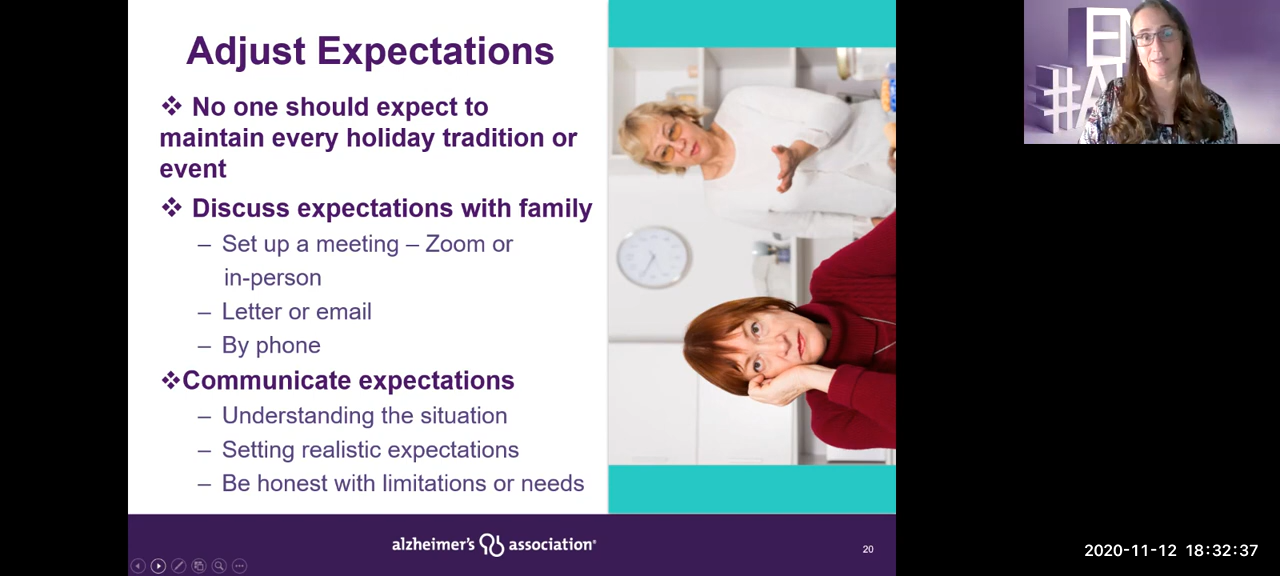 Adjust Expectations
❖ No one should expect to
maintain every holiday tradition or
event
❖ Discuss expectations with family
– Set up a meeting – Zoom or
in-person
– Letter or email
– By phone
❖Communicate expectations
– Understanding the situation
– Setting realistic expectations
– Be honest with limitations or needs
alzheimer's association®
20
2020-11-12 18:32:37